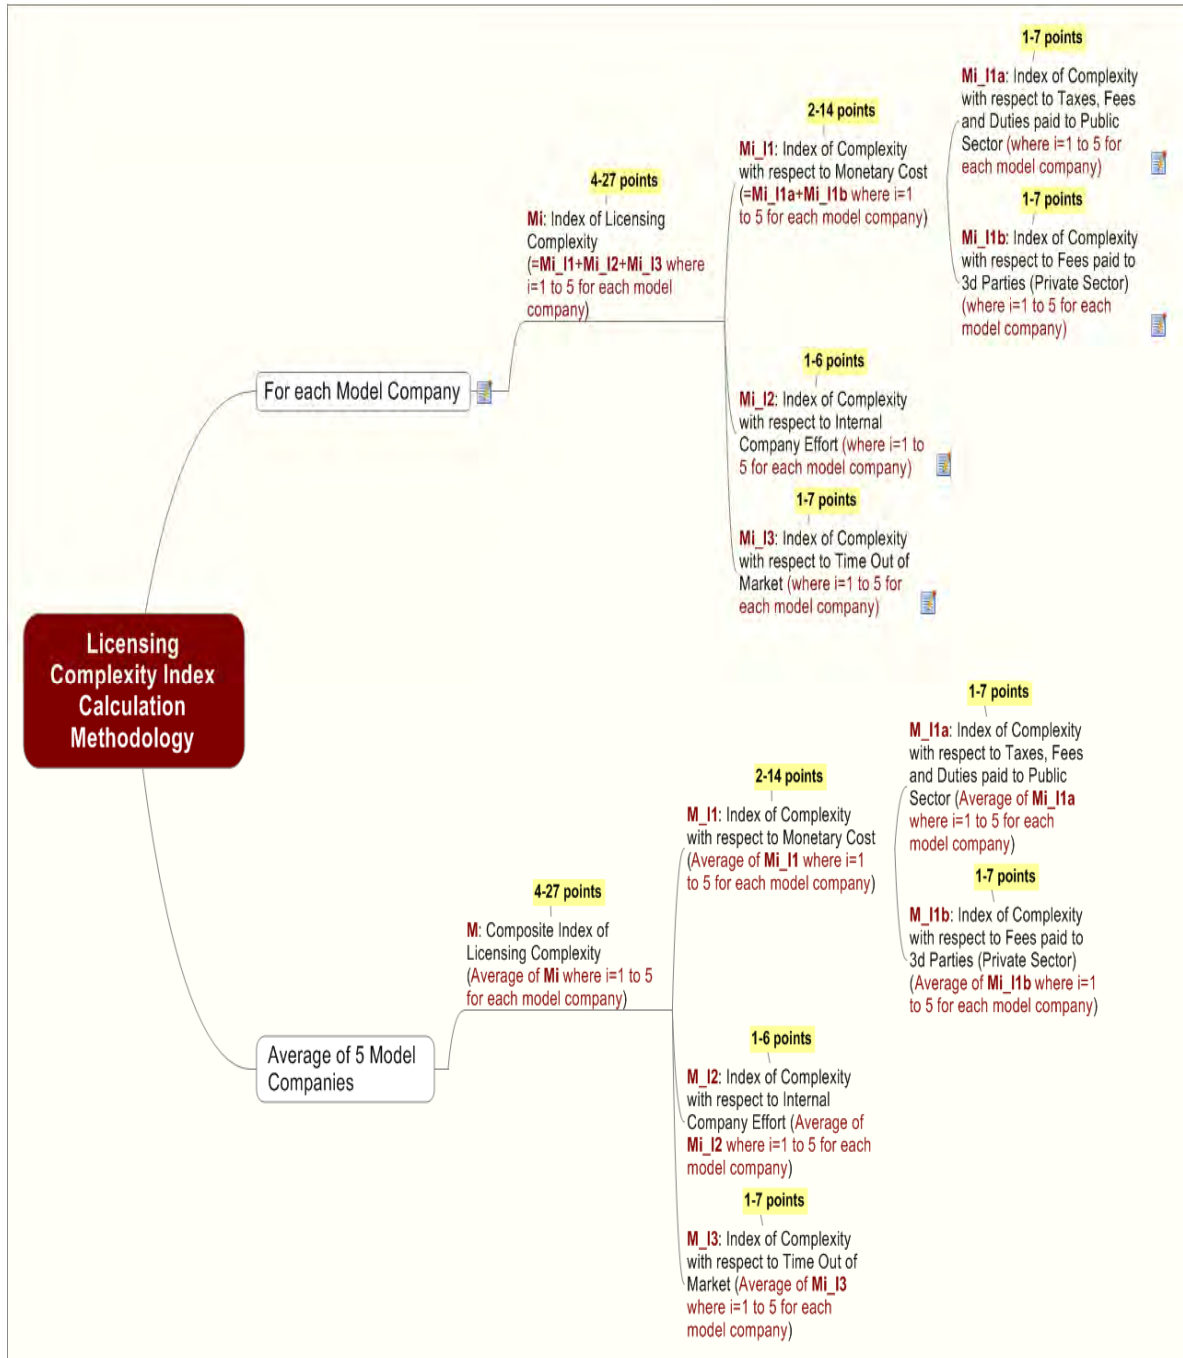 Licensing
Complexity Index
Calculation
Methodology
For each Model Company
4-27 points
Mi: Index of Licensing
Complexity
(=Mi_I1+Mi_I2+Mi_I3 where
i=1 to 5 for each model
company)
2-14 points
Mi_I1: Index of Complexity
with respect to Monetary Cost
(=Mi_I1a+Mi_I1b where i=1
to 5 for each model company)
1-7 points
Mi_I1a: Index of Complexity
with respect to Taxes, Fees
and Duties paid to Public
Sector (where i=1 to 5 for
each model company)
1-7 points
Mi_I1b: Index of Complexity
with respect to Fees paid to
3d Parties (Private Sector)
(where i=1 to 5 for each
model company)
1-6 points
Mi_I2: Index of Complexity
with respect to Internal
Company Effort (where i=1 to
5 for each model company)
1-7 points
Mi_I3: Index of Complexity
with respect to Time Out of
Market (where i=1 to 5 for
each model company)
Average of 5 Model
Companies
4-27 points
M: Composite Index of
Licensing Complexity
(Average of Mi where i=1 to 5
for each model company)
2-14 points
M_I1: Index of Complexity
with respect to Monetary Cost
(Average of Mi_I1 where i=1
to 5 for each model company)
1-7 points
M_I1a: Index of Complexity
with respect to Taxes, Fees
and Duties paid to Public
Sector (Average of Mi_I1a
where i=1 to 5 for each
model company)
1-7 points
M_I1b: Index of Complexity
with respect to Fees paid to
3d Parties (Private Sector)
(Average of Mi_I1b where i=1
to 5 for each model company)
1-6 points
M_I2: Index of Complexity
with respect to Internal
Company Effort (Average of
Mi_I2 where i=1 to 5 for each
model company)
1-7 points
M_I3: Index of Complexity
with respect to Time Out of
Market (Average of Mi_I3
where i=1 to 5 for each
model company)